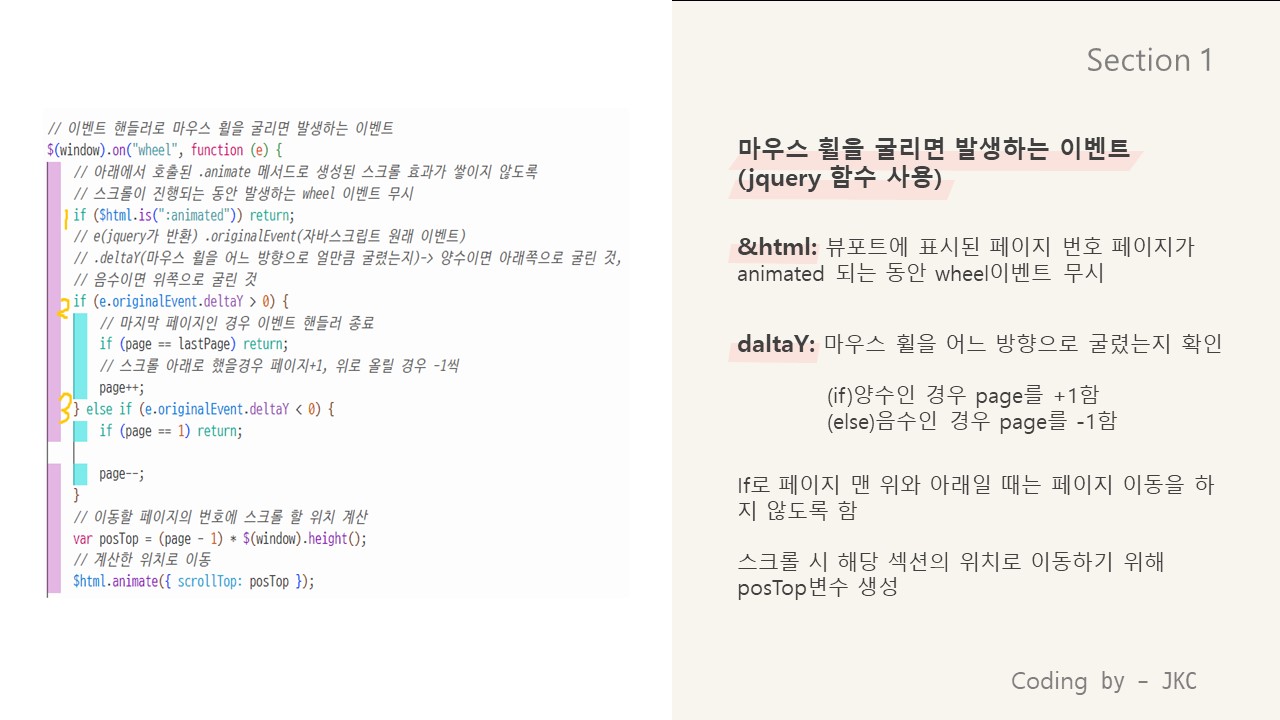 // 이벤트 핸들러로 마우스 휠을 굴리면 발생하는 이벤트
$(window).on("wheel", function (e) {
// 아래에서 호출된 .animate 메서드로 생성된 스크롤 효과가 쌓이지 않도록
// 스크롤이 진행되는 동안 발생하는 wheel 이벤트 무시
1 if ($html.is(":animated")) return;
// e(jquery가 반환) .originalEvent(자바스크립트 원래 이벤트)
// .deltaY(마우스 휠을 어느 방향으로 얼만큼 굴렸는지)-> 양수이면 아래쪽으로 굴린 것,
// 음수이면 위쪽으로 굴린 것
2 if (e.originalEvent.deltaY > 0) {
// 마지막 페이지인 경우 이벤트 핸들러 종료
if (page == lastPage) return;
// 스크롤 아래로 했을경우 페이지+1, 위로 올릴 경우 -1씩
page++;
3 } else if (e.originalEvent.deltaY < 0) {
if (page == 1) return;
page--;
}
// 이동할 페이지의 번호에 스크롤 할 위치 계산
var posTop = (page - 1) * $(window).height();
// 계산한 위치로 이동
$html.animate({ scrollTop: posTop });
Section 1
마우스 휠을 굴리면 발생하는 이벤트
(jquery 함수 사용)
&html: 뷰포트에 표시된 페이지 번호 페이지가
animated 되는 동안 wheel이벤트 무시
daltaY: 마우스 휠을 어느 방향으로 굴렸는지 확인
(if)양수인 경우 page를 +1함
(else)음수인 경우 page를 -1함
If로 페이지 맨 위와 아래일 때는 페이지 이동을 하
지 않도록 함
스크롤 시 해당 섹션의 위치로 이동하기 위해
posTop변수 생성
Coding by – JKC